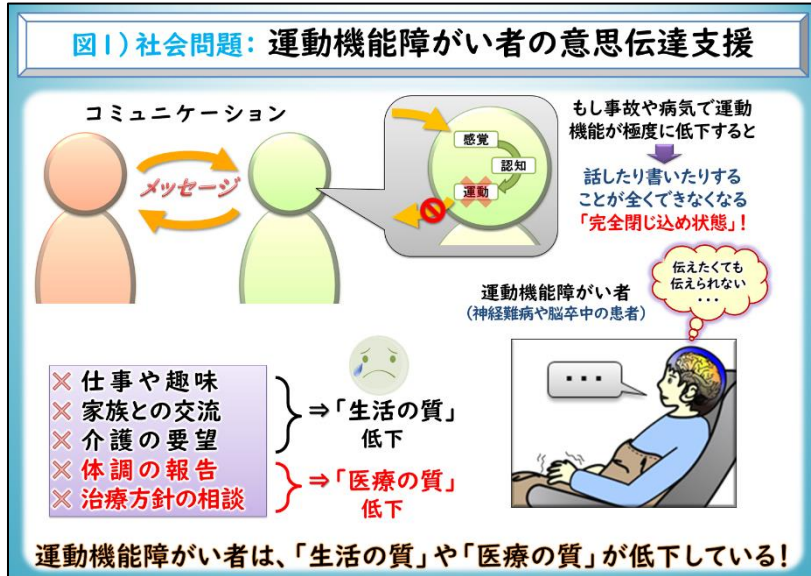 図1)社会問題: 運動機能障がい者の意思伝達支援
コミュニケーション
メッセージ
感覚
認知
運動
もし事故や病気で運動
機能が極度に低下すると
話したり書いたりする
ことが全くできなくなる
「完全閉じ込め状態」!
伝えたくても
伝えられない
・・・
運動機能障がい者
(神経難病や脳卒中の患者)
・・・
× 仕事や趣味
× 家族との交流
× 介護の要望
⇒「生活の質」
低下
× 体調の報告
× 治療方針の相談
⇒「医療の質」
低下
運動機能障がい者は、「生活の質」や「医療の質」が低下している!